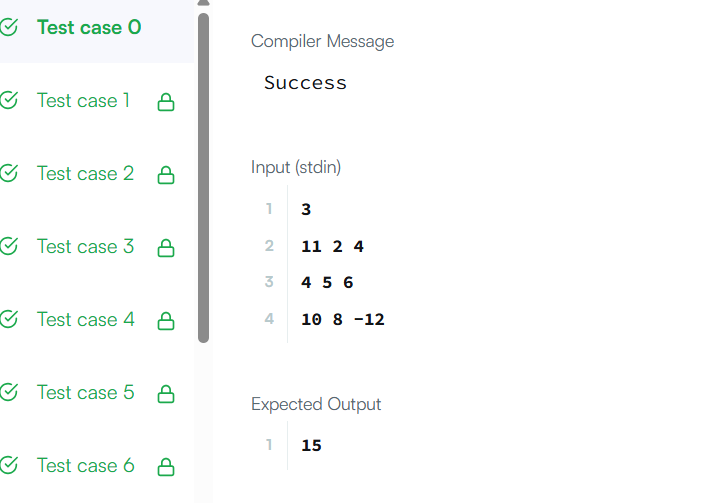 Test case 0
Test case 1
Test case 2
Test case 3
Test case 4
Test case 5
Test case 6
Compiler Message
Success
Input (stdin)
1 3
2 11 2 4
3 4 5 6
4 10 8 -12
Expected Output
1 15